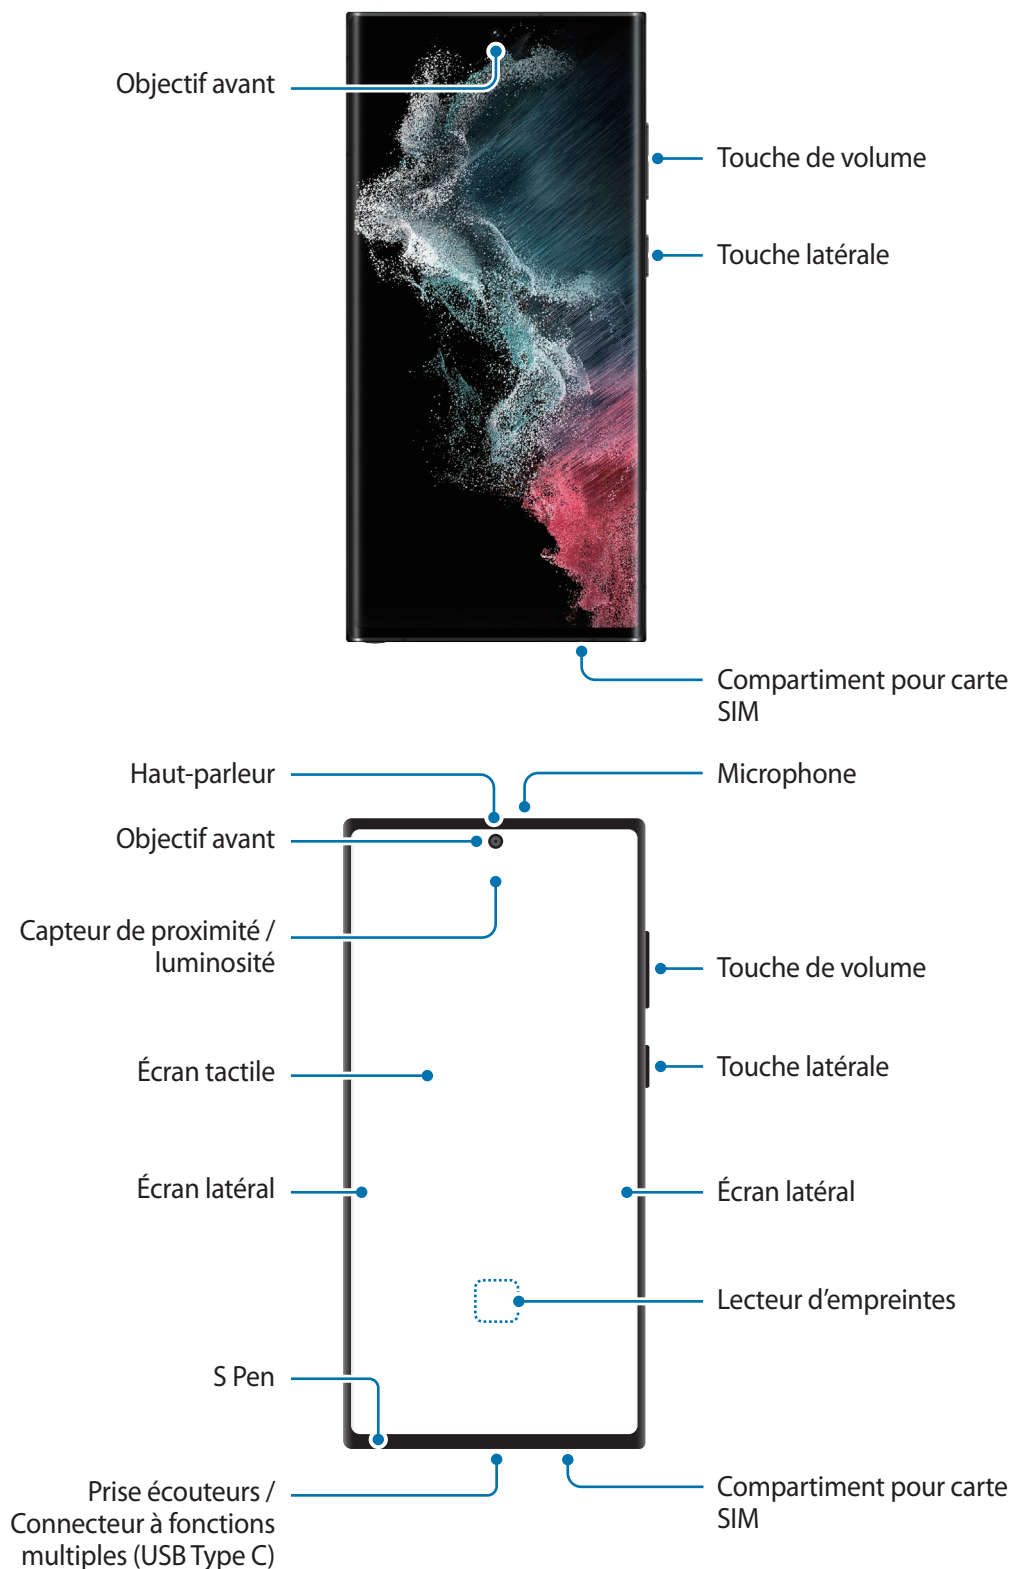 Objectif avant
Touche de volume
Touche latérale
Compartiment pour carte
SIM
Haut-parleur
Microphone
Objectif avant
Capteur de proximité /
luminosité
Touche de volume
Écran tactile
Touche latérale
Écran latéral
Écran latéral
Lecteur d’empreintes
S Pen
Prise écouteurs /
Connecteur à fonctions
multiples (USB Type C)
Compartiment pour carte
SIM